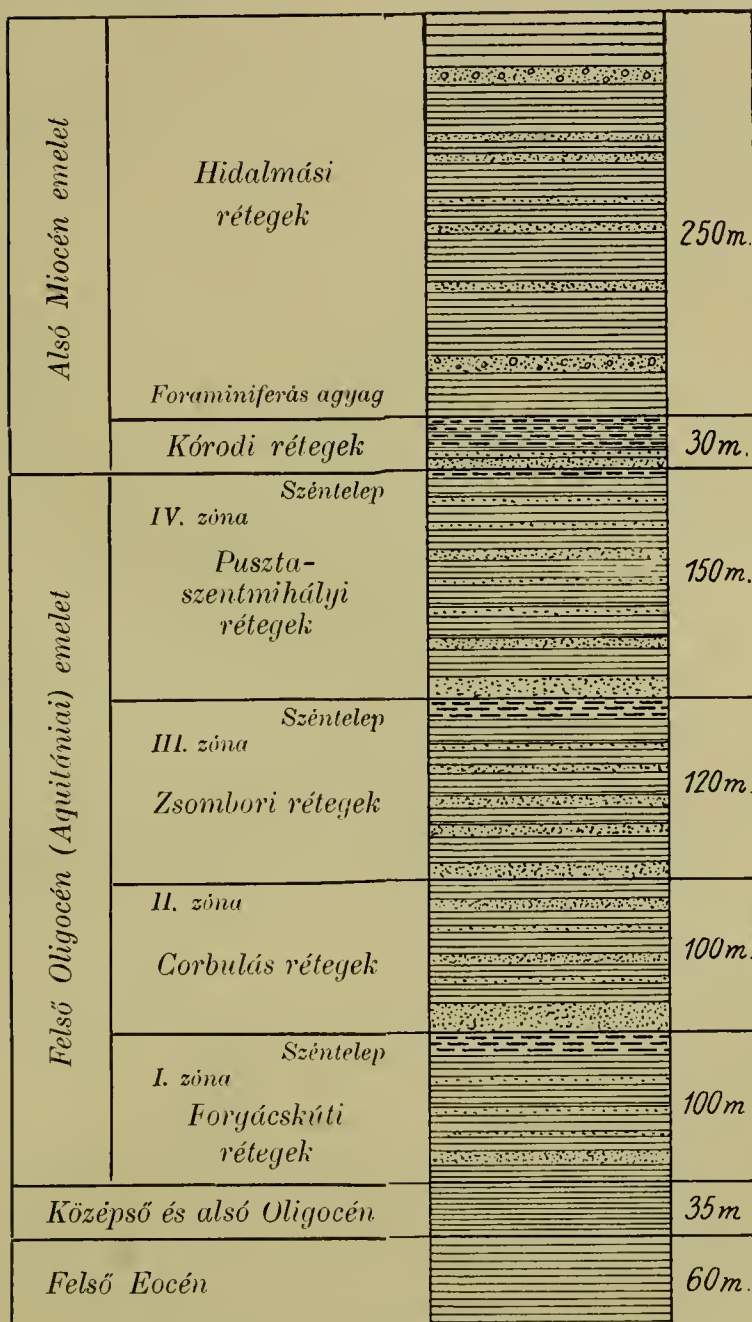 Alsó Miocén emelet
Hidalmási
rétegek
250m.
Foraminiferás agyag
Kórodi rétegek
30m.
Felső Oligocén (Aquitániai) emelet
Széntelep
IV. zóna
Puszta-
szentmihályi
rétegek
150m.
Széntelep
III. zóna
Zsombori rétegek
120m.
II. zóna
Corbulás rétegek
100m.
Széntelep
I. zóna
Forgácskúti
rétegek
100m
Középső és alsó Oligocén
35m
Felső Eocén
60m.